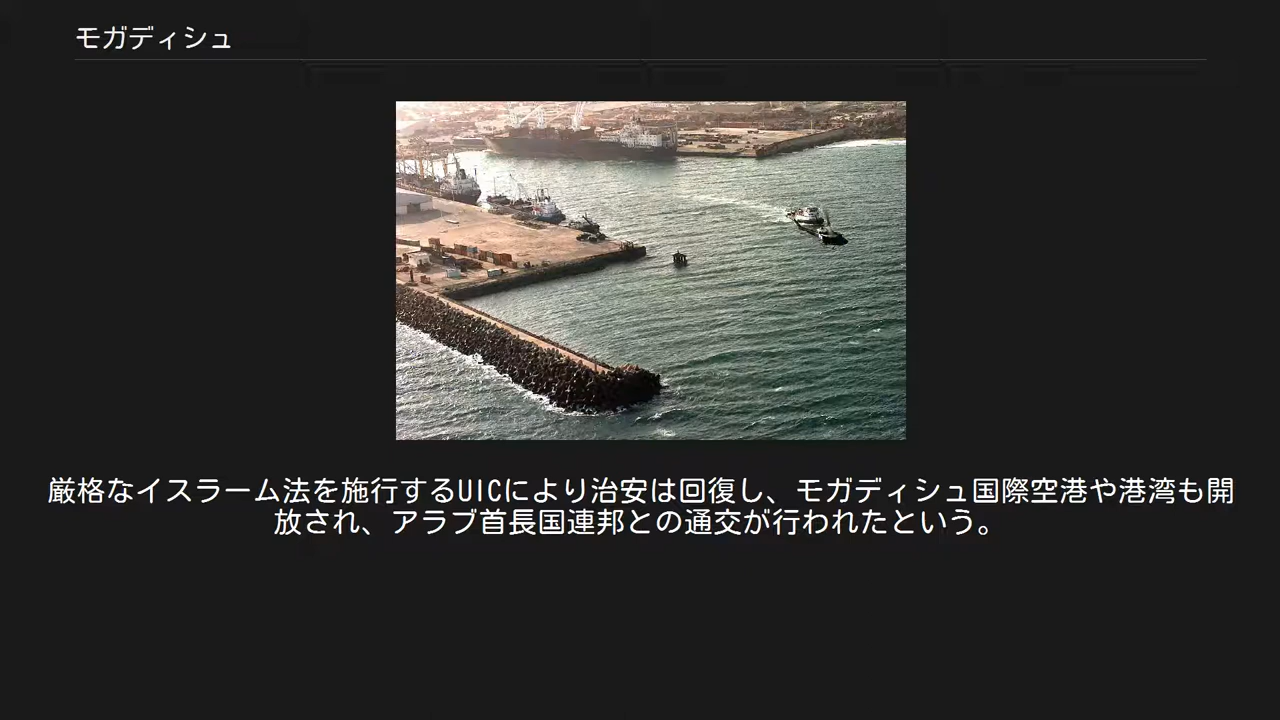 モガディシュ
厳格なイスラーム法を施行するUICにより治安は回復し、モガディシュ国際空港や港湾も開
放され、アラブ首長国連邦との通交が行われたという。